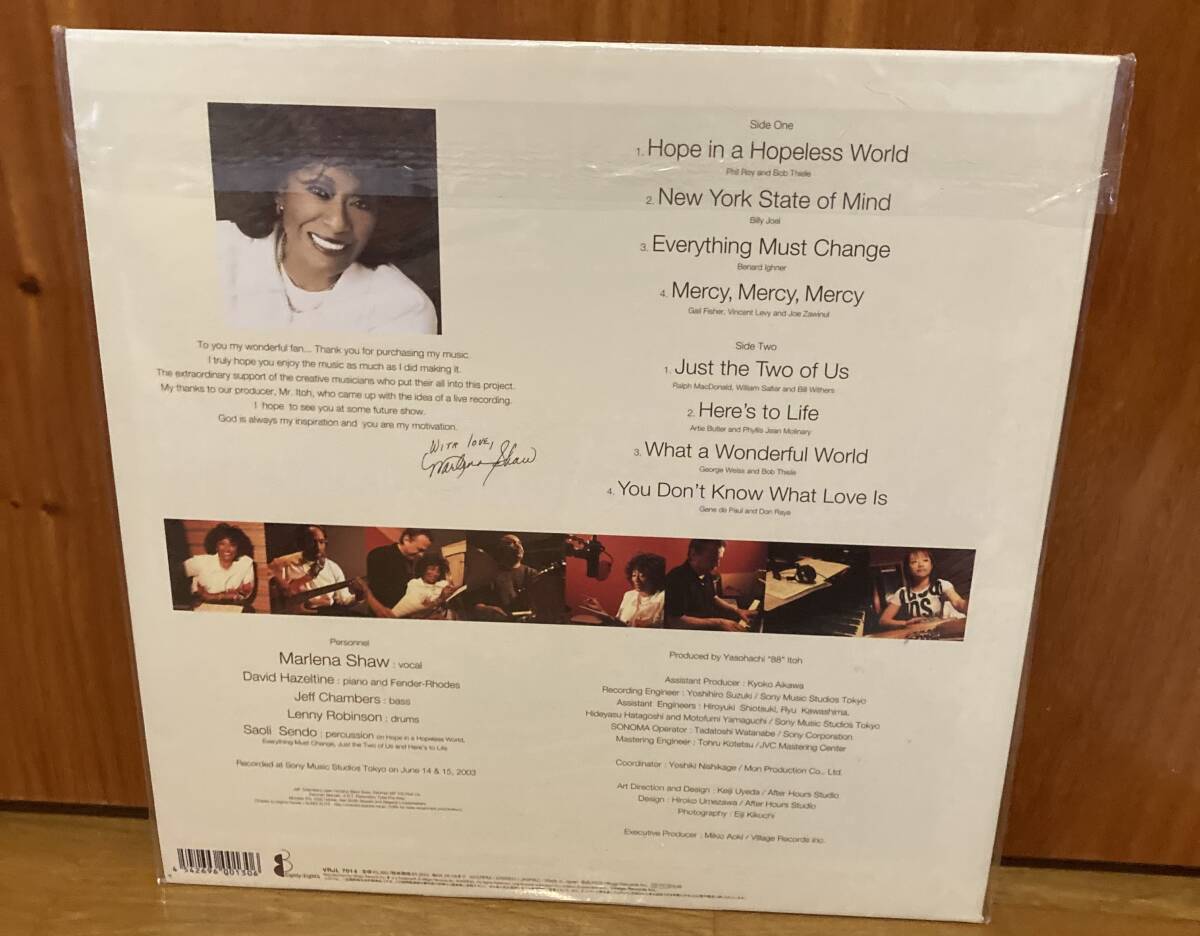 To you my wonderful fan... Thank you for purchasing my music.
I truly hope you enjoy the music as much as I did making it.
The extraordinary support of the creative musicians who put their all into this project.
My thanks to our producer, Mr. Itoh, who came up with the idea of a live recording.
I hope to see you at some future show.
God is always my inspiration and you are my motivation.
With love,
Marlena Shaw
Side One
1. Hope in a Hopeless World
Phil Roy and Bob Thiele
2. New York State of Mind
Billy Joel
3. Everything Must Change
Benard Ighner
4. Mercy, Mercy, Mercy
Gail Fisher, Vincent Levy and Joe Zawinul
Side Two
1. Just the Two of Us
Ralph MacDonald, William Salter and Bill Withers
2. Here's to Life
Artie Butler and Phyllis Jean Molinary
3. What a Wonderful World
George Weiss and Bob Thiele
4. You Don't Know What Love Is
Gene de Paul and Don Raye
Personnel
Marlena Shaw : vocal
David Hazeltine : piano and Fender-Rhodes
Jeff Chambers : bass
Lenny Robinson : drums
Saoli Sendo : percussion on Hope in a Hopeless World,
Everything Must Change, Just the Two of Us and Here's to Life
Recorded at Sony Music Studios Tokyo on June 14 & 15, 2003
Produced by Yasohachi "88" Itoh
Assistant Producer : Kyoko Aikawa
Recording Engineer : Yoshihiro Suzuki / Sony Music Studios Tokyo
Assistant Engineers : Hiroyuki Shiotsuki, Ryu Kawashima,
Hideyasu Hatagoshi and Motofumi Yamaguchi / Sony Music Studios Tokyo
SONOMA Operator : Tadatoshi Watanabe / Sony Corporation
Mastering Engineer : Tohru Kotetsu / JVC Mastering Center
Coordinator : Yoshiki Nishikage / Mon Production Co., Ltd.
Art Direction and Design : Keiji Uyeda / After Hours Studio
Design : Hiroko Umezawa / After Hours Studio
Photography : Eiji Kikuchi
Executive Producer : Mikio Aoki / Village Records Inc.
4 542696 001306
Eighty-Eights
VRJL 7014